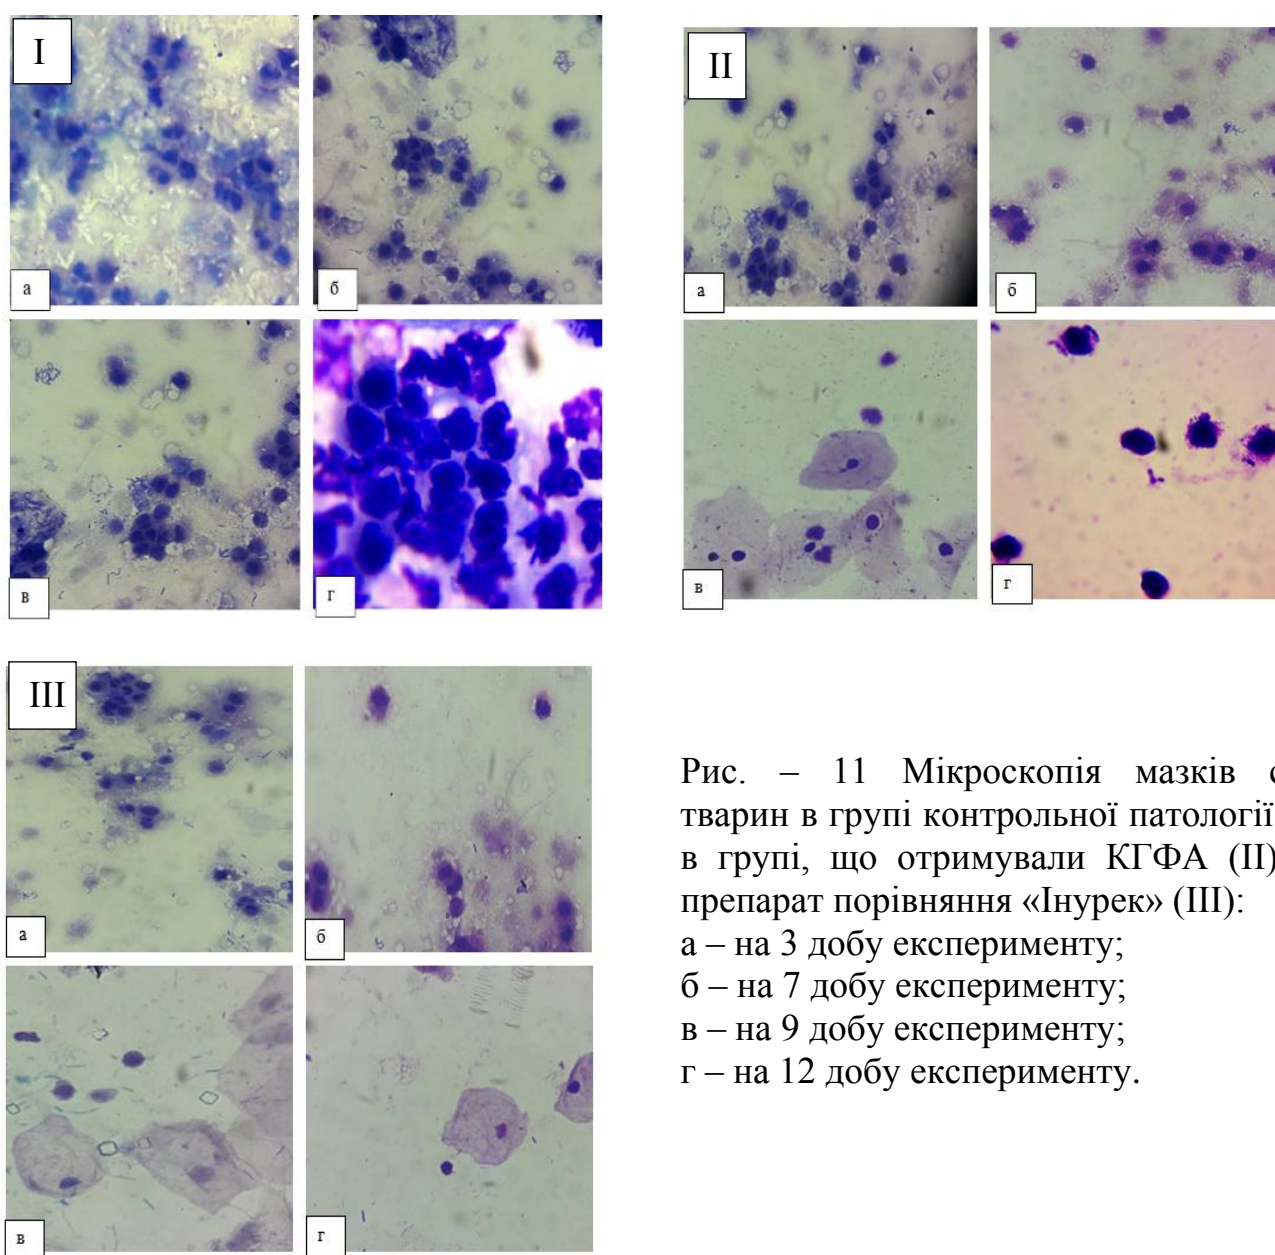 I
а
б
в
г
II
а
б
в
г
III
а
б
в
г
Рис. – 11 Мікроскопія мазків
тварин в групі контрольної патології
в групі, що отримували КГФА (II)
препарат порівняння «Інурек» (III):
а – на 3 добу експерименту;
б – на 7 добу експерименту;
в – на 9 добу експерименту;
г – на 12 добу експерименту.